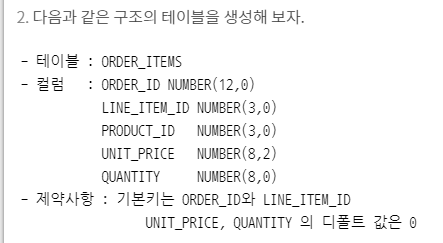 2. 다음과 같은 구조의 테이블을 생성해 보자.
- 테이블 : ORDER_ITEMS
- 컬럼 : ORDER_ID NUMBER(12,0)
LINE_ITEM_ID NUMBER(3,0)
PRODUCT_ID NUMBER(3,0)
UNIT_PRICE NUMBER(8,2)
QUANTITY NUMBER(8,0)
- 제약사항 : 기본키는 ORDER_ID와 LINE_ITEM_ID
UNIT_PRICE, QUANTITY 의 디폴트 값은 0